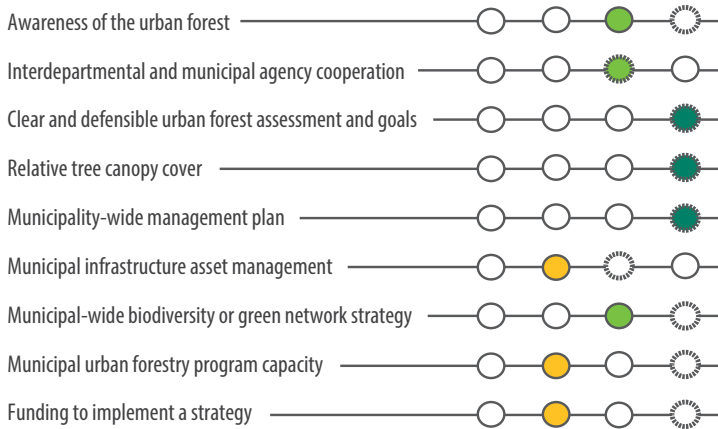 Awareness of the urban forest
Interdepartmental and municipal agency cooperation
Clear and defensible urban forest assessment and goals
Relative tree canopy cover
Municipality-wide management plan
Municipal infrastructure asset management
Municipal-wide biodiversity or green network strategy
Municipal urban forestry program capacity
Funding to implement a strategy